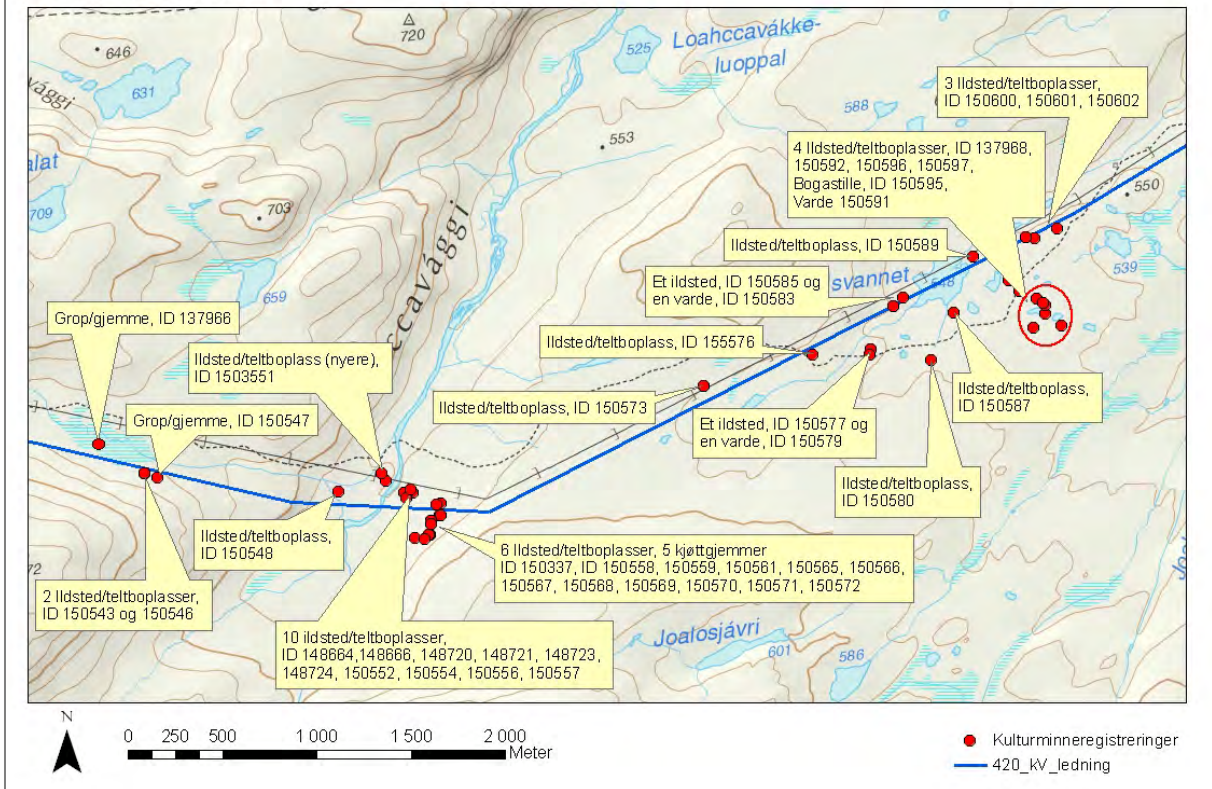 646
631
vággi
alat
709
720
703
659
525
Loahccavákke-
luoppal
588
553
550
539
548
svannet
ccavággi
72
Joalosjávri
601
586
3 Ildsted/teltboplasser,
ID 150600, 150601, 150602
4 Ildsted/teltboplasser, ID 137968,
150592, 150596, 150597,
Bogastille, ID 150595,
Varde 150591
Ildsted/teltboplass, ID 150589
Et ildsted, ID 150585 og
en varde, ID 150583
Grop/gjemme, ID 137966
Ildsted/teltboplass (nyere),
ID 1503551
Ildsted/teltboplass, ID 155576
Grop/gjemme, ID 150547
Ildsted/teltboplass, ID 150573
Et ildsted, ID 150577 og
en varde, ID 150579
Ildsted/teltboplass,
ID 150587
Ildsted/teltboplass,
ID 150580
Ildsted/teltboplass,
ID 150548
2 Ildsted/teltboplasser,
ID 150543 og 150546
6 Ildsted/teltboplasser, 5 kjøttgjemmer
ID 150337, ID 150558, 150559, 150561, 150565, 150566,
150567, 150568, 150569, 150570, 150571, 150572
10 ildsted/teltboplasser,
ID 148664,148666, 148720, 148721, 148723,
148724, 150552, 150554, 150556, 150557
N
0 250 500 1 000 1 500 2 000
Meter
Kulturminneregistreringer
420_kV_ledning